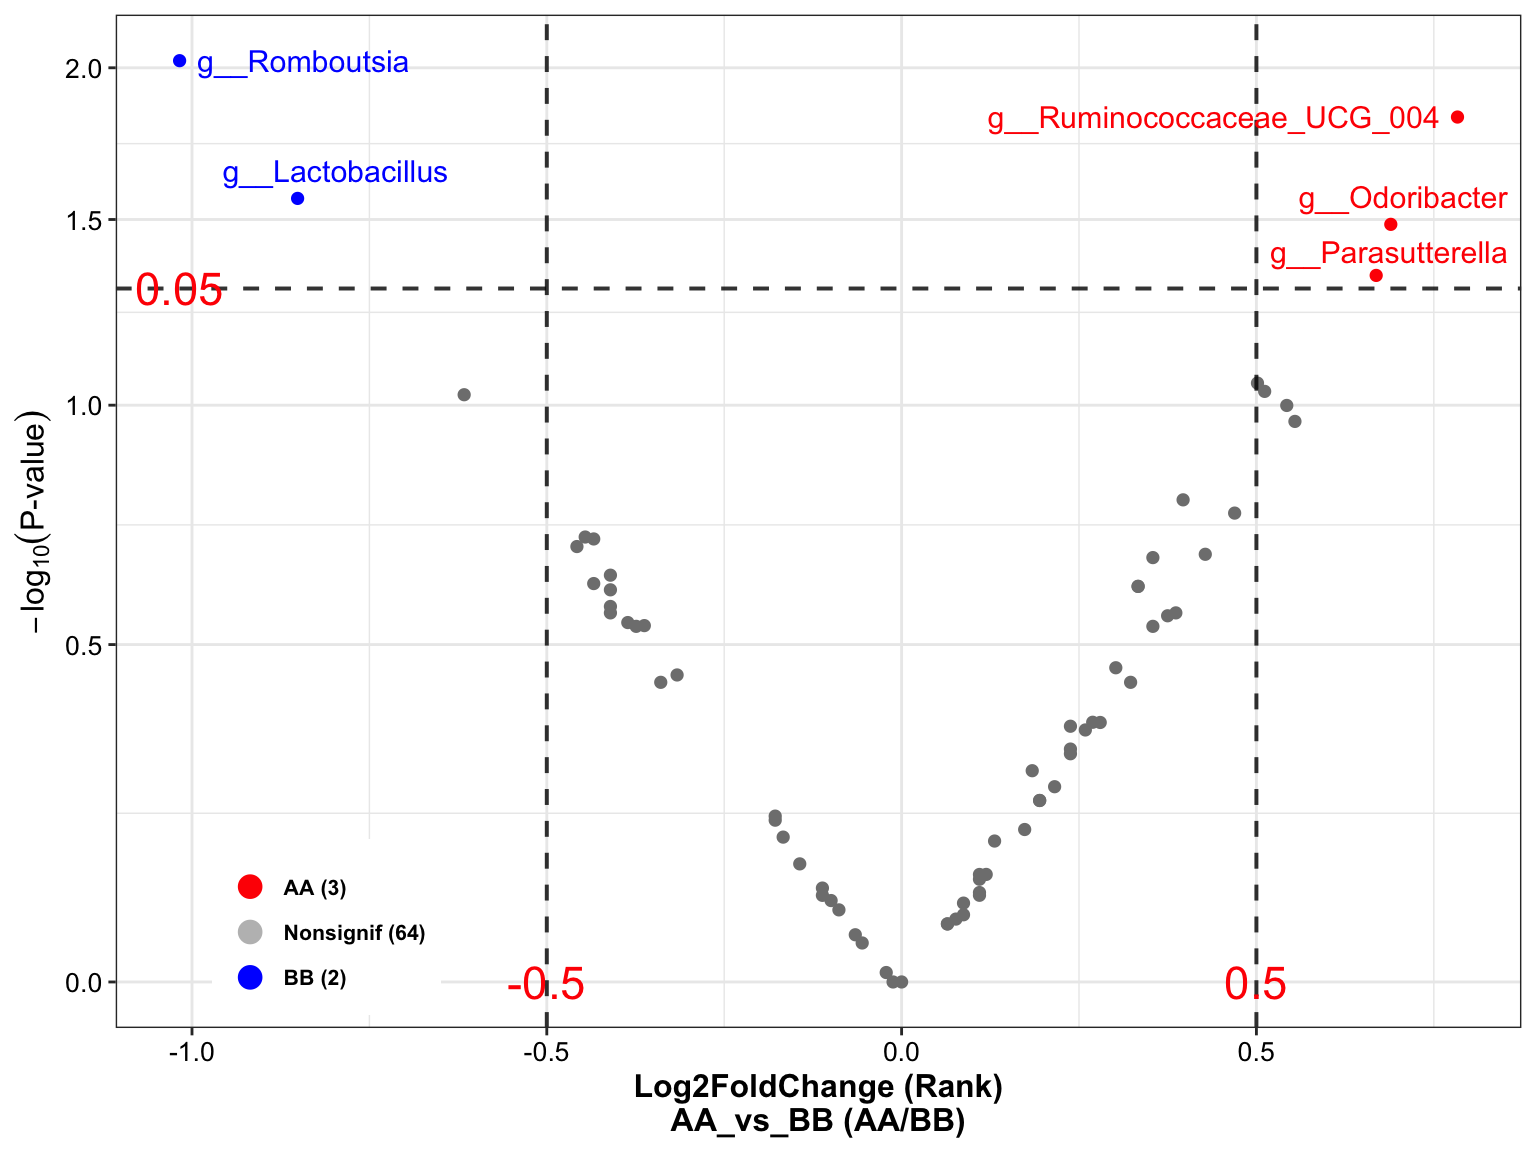 2.0
1.5
1.0
0.5
0.0
−log10(P-value)
g__Romboutsia
g__Lactobacillus
g__Ruminococcaceae_UCG_004
g__Odoribacter
g__Parasutterella
0.05
AA (3)
Nonsignif (64)
BB (2)
-0.5
0.5
-1.0
-0.5
0.0
0.5
Log2FoldChange (Rank)
AA_vs_BB (AA/BB)